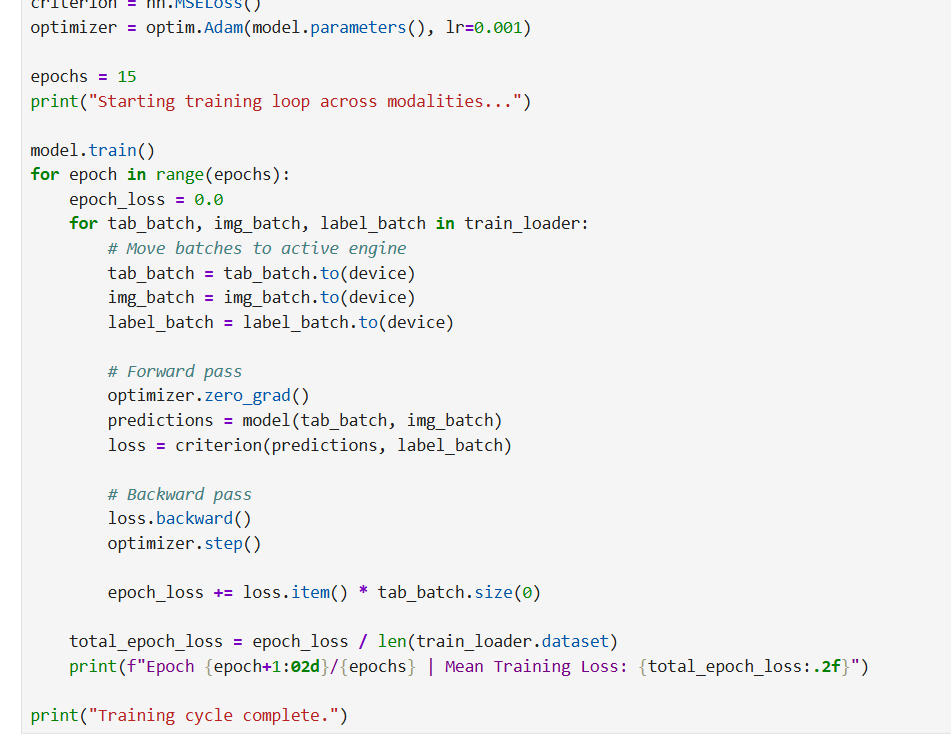 criterion = nn.MSELoss()
optimizer = optim.Adam(model.parameters(), lr=0.001)
epochs = 15
print("Starting training loop across modalities...")
model.train()
for epoch in range(epochs):
    epoch_loss = 0.0
    for tab_batch, img_batch, label_batch in train_loader:
        # Move batches to active engine
        tab_batch = tab_batch.to(device)
        img_batch = img_batch.to(device)
        label_batch = label_batch.to(device)
        # Forward pass
        optimizer.zero_grad()
        predictions = model(tab_batch, img_batch)
        loss = criterion(predictions, label_batch)
        # Backward pass
        loss.backward()
        optimizer.step()
        epoch_loss += loss.item() * tab_batch.size(0)
    total_epoch_loss = epoch_loss / len(train_loader.dataset)
    print(f"Epoch {epoch+1:02d}/{epochs} | Mean Training Loss: {total_epoch_loss:.2f}")
print("Training cycle complete.")